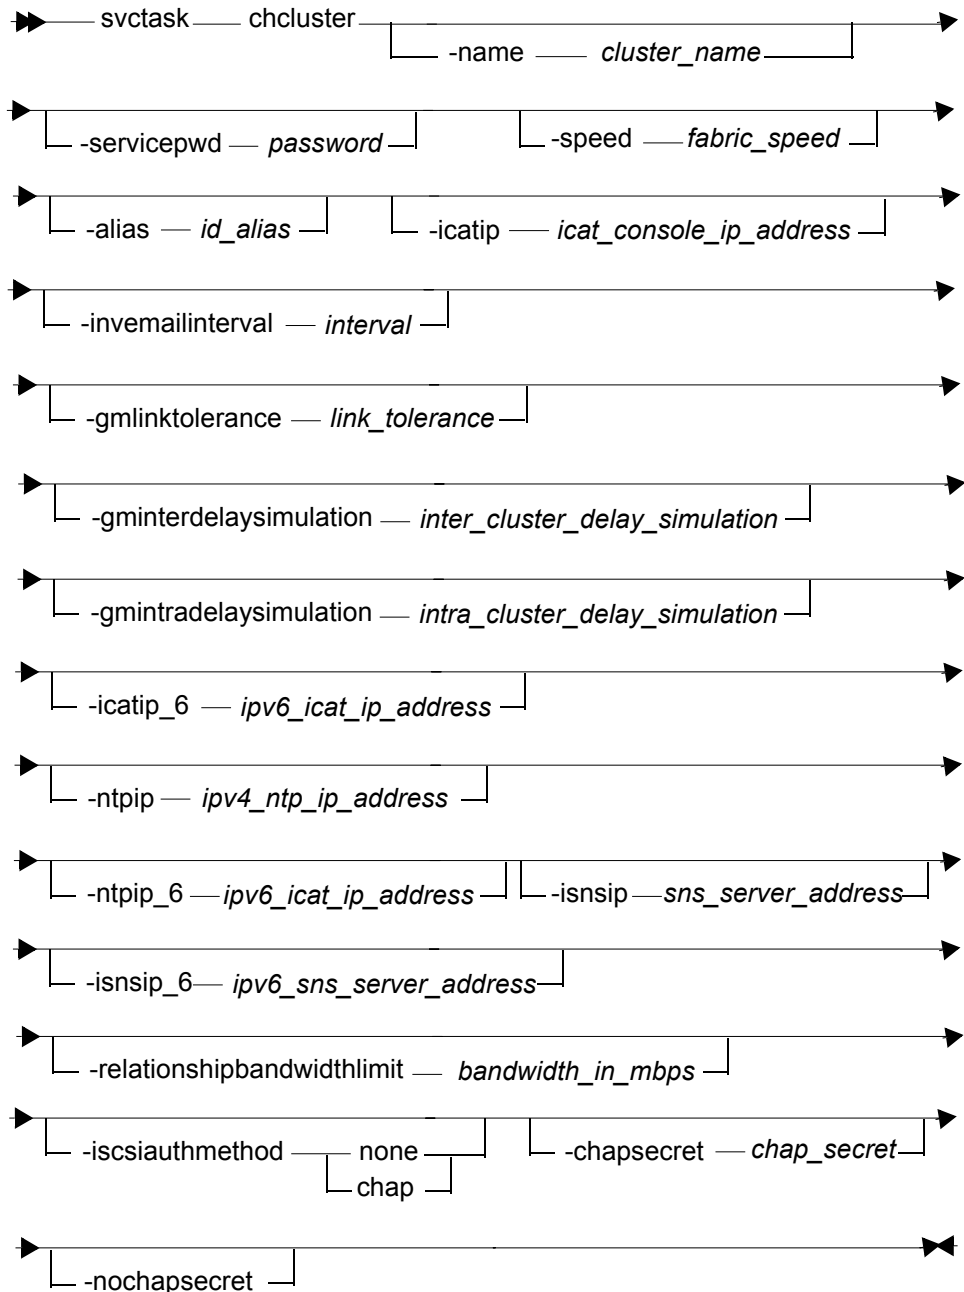 svctask chcluster
-name cluster_name
-servicepwd password -speed fabric_speed
-alias id_alias -icatip icat_console_ip_address
-invemailinterval interval
-gmlinktolerance link_tolerance
-gminterdelaysimulation inter_cluster_delay_simulation
-gmintradelaysimulation intra_cluster_delay_simulation
-icatip_6 ipv6_icat_ip_address
-ntpip ipv4_ntp_ip_address
-ntpip_6 ipv6_icat_ip_address -isnsip sns_server_address
-isnsip_6 ipv6_sns_server_address
-relationshipbandwidthlimit bandwidth_in_mbps
-iscsiauthmethod none -chapsecret chap_secret
chap
-nochapsecret